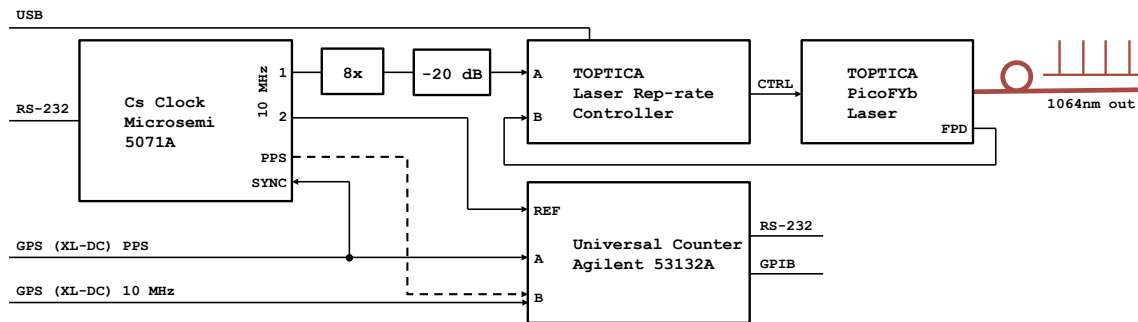 USB
RS-232
Cs Clock
Microsemi
5071A
10 MHz
1
2
PPS
SYNC
8x
-20 dB
A
B
TOPTICA
Laser Rep-rate
Controller
CTRL
TOPTICA
PicoFYb
Laser
FPD
1064nm out
GPS (XL-DC) PPS
GPS (XL-DC) 10 MHz
REF
A
B
Universal Counter
Agilent 53132A
RS-232
GPIB